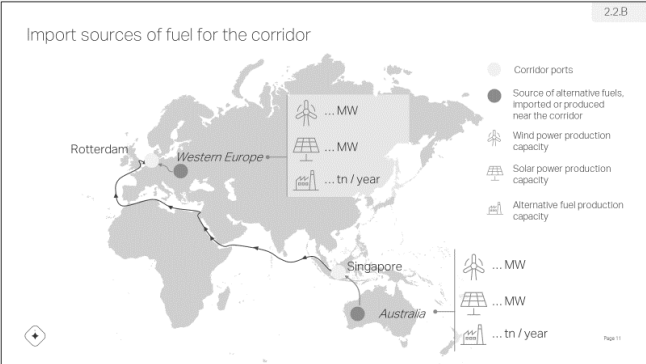 2.2.B
Import sources of fuel for the corridor
Corridor ports
Source of alternative fuels,
imported or produced
near the corridor
Wind power production
capacity
Solar power production
capacity
Alternative fuel production
capacity
... MW
... MW
... tn / year
Rotterdam
Western Europe
Singapore
Australia
... MW
... MW
... tn / year
Page 11